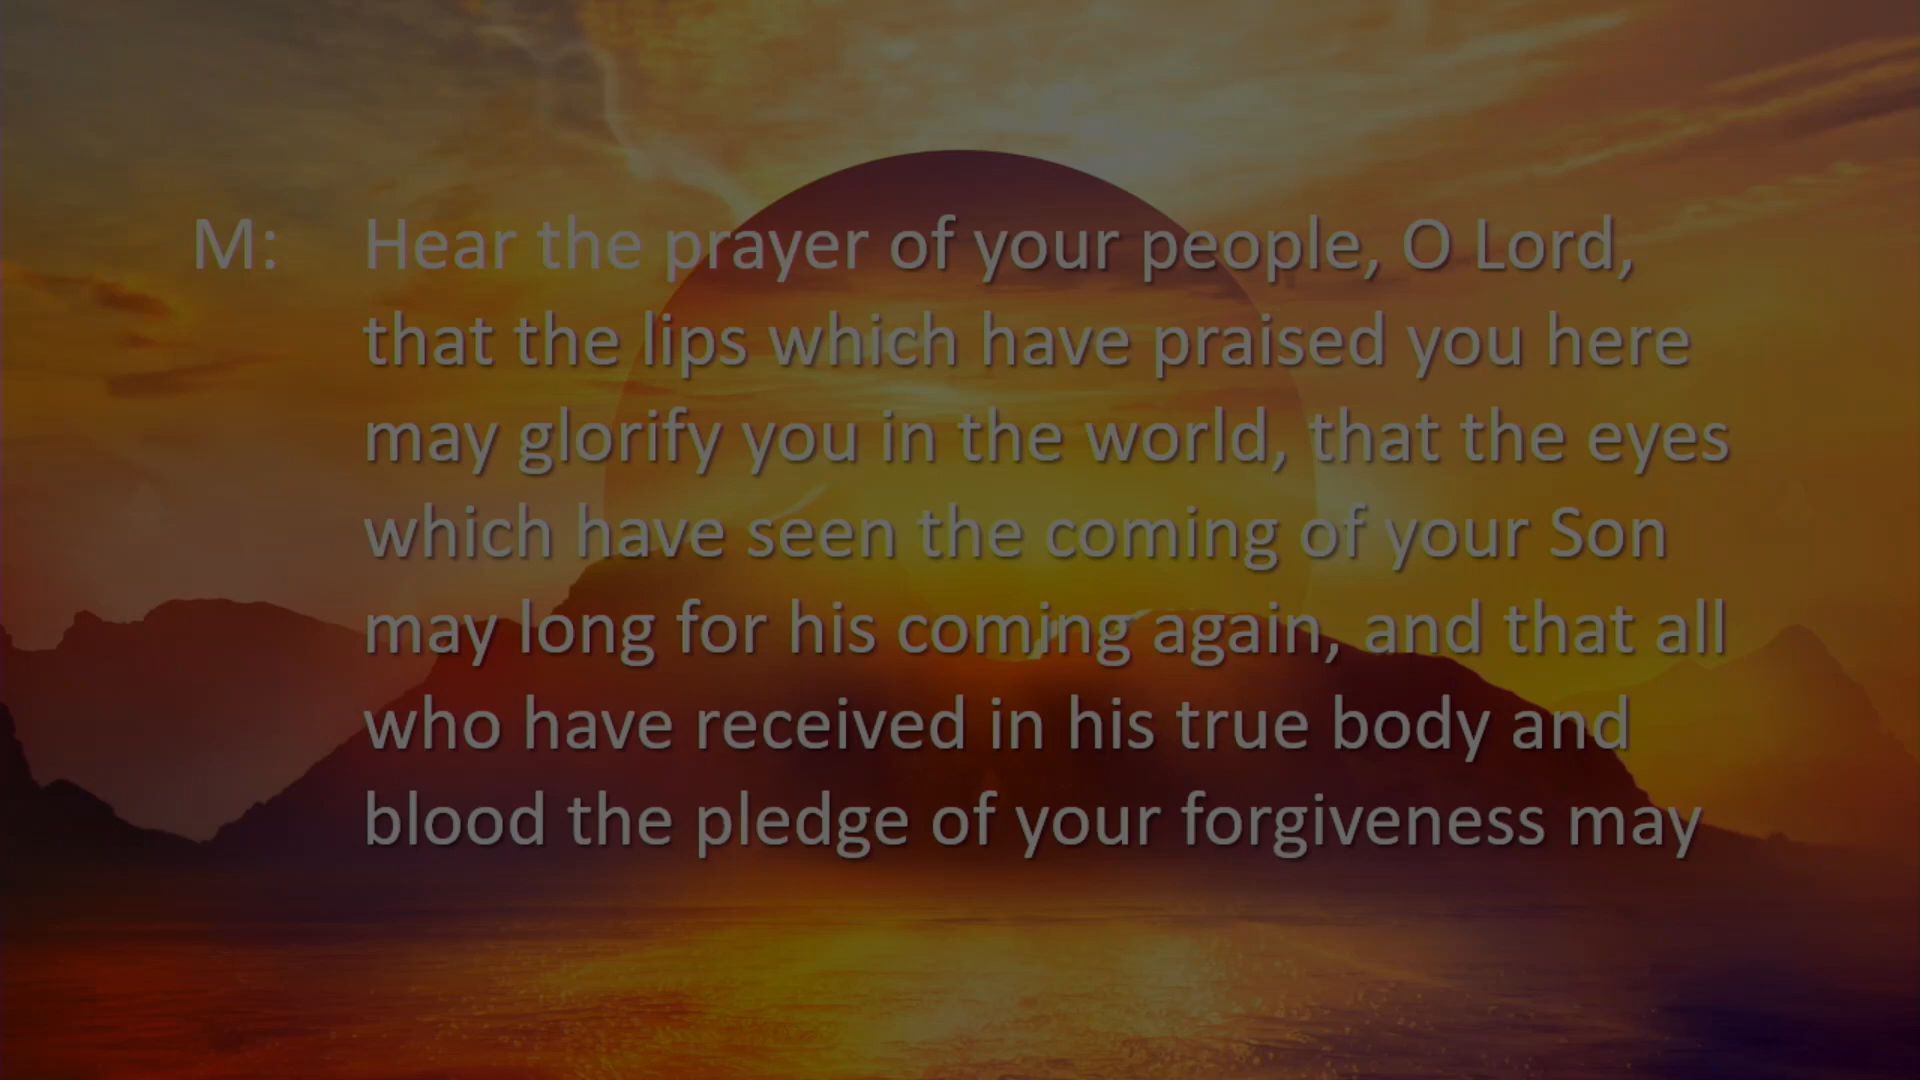 M: Hear the prayer of your people, O Lord,
that the lips which have praised you here
may glorify you in the world, that the eyes
which have seen the coming of your Son
may long for his coming again, and that all
who have received in his true body and
blood the pledge of your forgiveness may